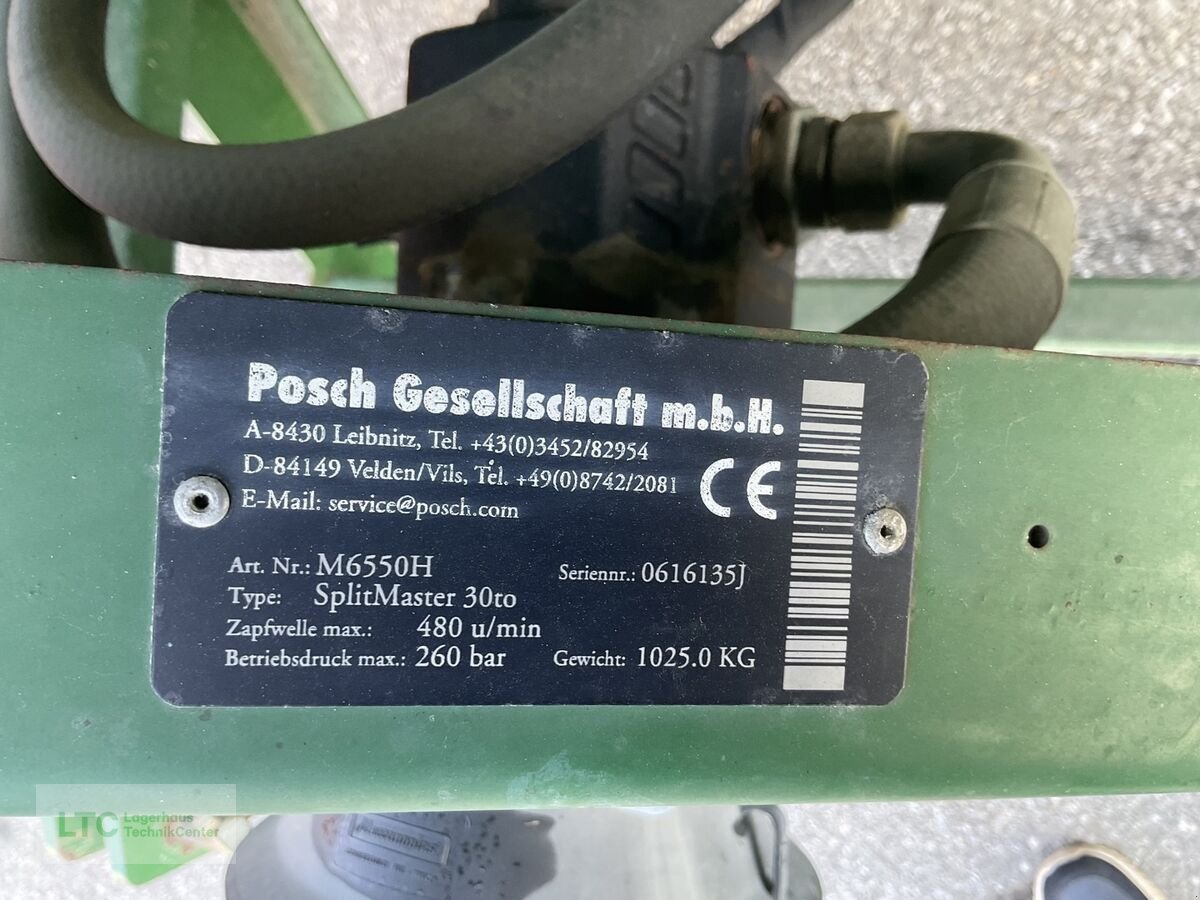 Posch Gesellschaft m.b.H.
A-8430 Leibnitz, Tel. +43(0)3452/82954
D-84149 Velden/Vils, Tel. +49(0)8742/2081
E-Mail: service@posch.com
CE
Art. Nr.: M6550H Seriennr.: 0616135J
Type: SplitMaster 30to
Zapfwelle max.: 480 u/min
Betriebsdruck max.: 260 bar Gewicht: 1025.0 KG
LTC Lagerhaus
TechnikCenter